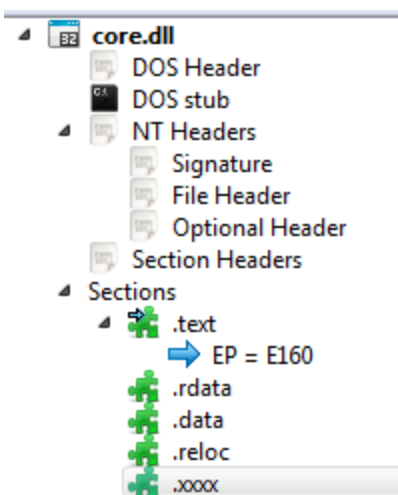 core.dll
DOS Header
DOS stub
NT Headers
Signature
File Header
Optional Header
Section Headers
Sections
.text
EP = E160
.rdata
.data
.reloc
.xxxx